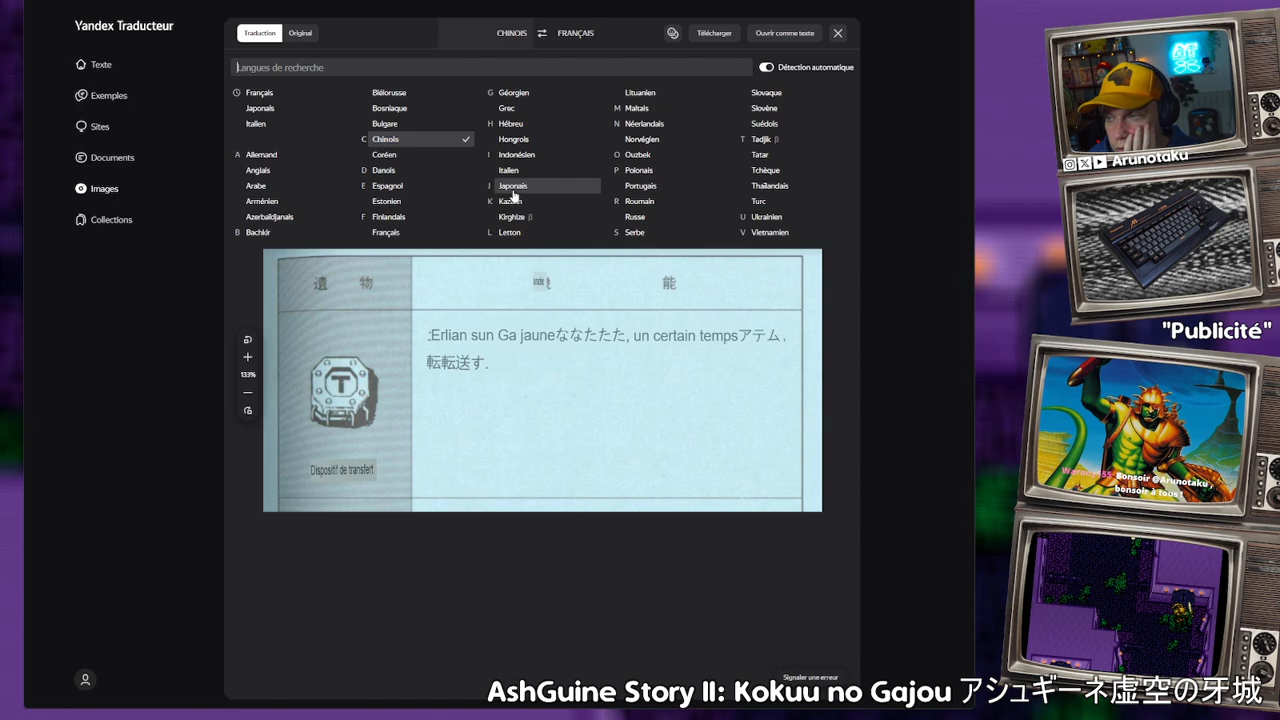 Yandex Traducteur
Texte
Exemples
Sites
Documents
Images
Collections
Traduction Original
CHINOIS FRANÇAIS
Télécharger
Ouvrir comme texte
Langues de recherche
Détection automatique
Français Biélorusse G Géorgien Lituanien Slovaque
Japonais Bosniaque Grec M Maltais Slovène
Italien Bulgare H Hébreu N Néerlandais Suédois
C Chinois Hongrois Norvégien T Tadjik β
A Allemand Coréen I Indonésien O Ouzbek Tatar
Anglais D Danois Italien P Polonais Tchèque
Arabe E Espagnol J Japonais Portugais Thaïlandais
Arménien Estonien K Kazakh R Roumain Turc
Azerbaïdjanais F Finlandais Kirghize β Russe U Ukrainien
B Bachkir Français L Letton S Serbe V Vietnamien
遺 物
能
:Erlian sun Ga jauneななたたた, un certain tempsアテム,
転転送す.
T
Dispositif de transfert
133%
Signaler une erreur
Arunotaku
"Publicité"
Bonsoir @Arunotaku ,
bonsoir à tous !
AshGuine Story II: Kokuu no Gajou アシュギーネ虚空の牙城